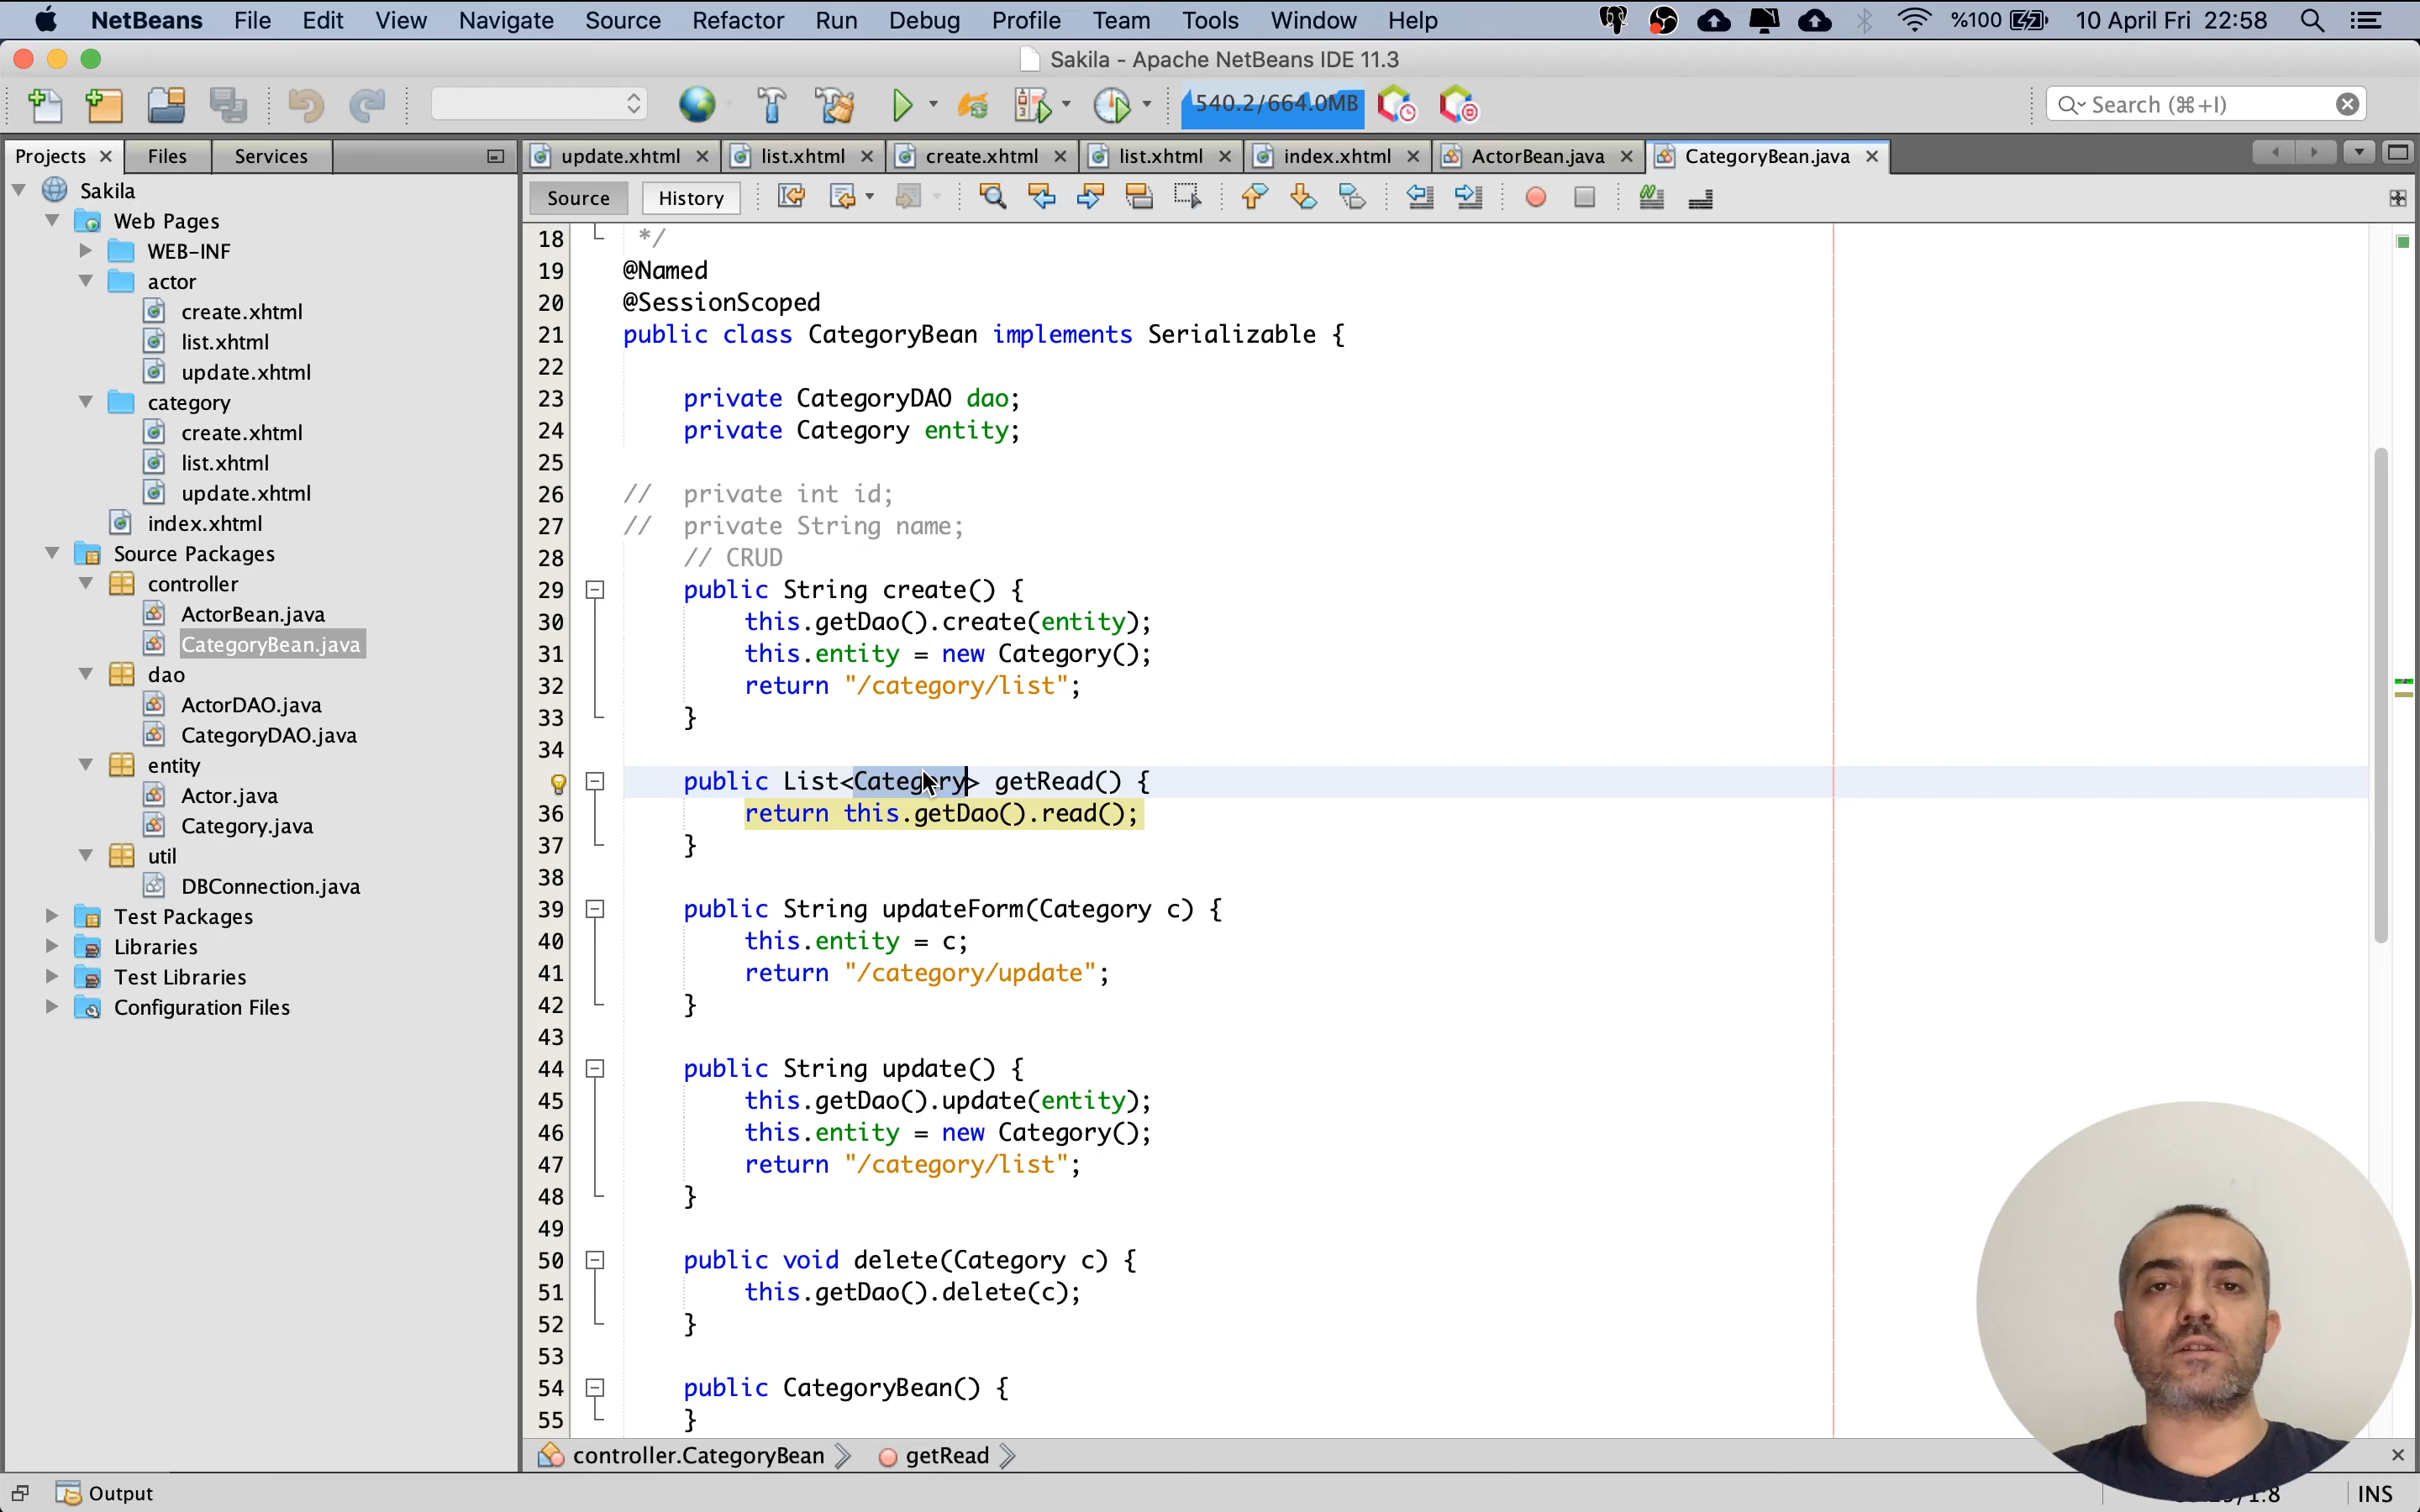 NetBeans File Edit View Navigate Source Refactor Run Debug Profile Team Tools Window Help %100 10 April Fri 22:58
Sakila - Apache NetBeans IDE 11.3
540.2/664.0MB Search (⌘+I)
Projects Files Services
update.xhtml list.xhtml create.xhtml list.xhtml index.xhtml ActorBean.java CategoryBean.java
Source History
Sakila
Web Pages
WEB-INF
actor
create.xhtml
list.xhtml
update.xhtml
category
create.xhtml
list.xhtml
update.xhtml
index.xhtml
Source Packages
controller
ActorBean.java
CategoryBean.java
dao
ActorDAO.java
CategoryDAO.java
entity
Actor.java
Category.java
util
DBConnection.java
Test Packages
Libraries
Test Libraries
Configuration Files
18 */
19 @Named
20 @SessionScoped
21 public class CategoryBean implements Serializable {
22
23 private CategoryDAO dao;
24 private Category entity;
25
26 // private int id;
27 // private String name;
28 // CRUD
29 public String create() {
30 this.getDao().create(entity);
31 this.entity = new Category();
32 return "/category/list";
33 }
34
public List<Category> getRead() {
36 return this.getDao().read();
37 }
38
39 public String updateForm(Category c) {
40 this.entity = c;
41 return "/category/update";
42 }
43
44 public String update() {
45 this.getDao().update(entity);
46 this.entity = new Category();
47 return "/category/list";
48 }
49
50 public void delete(Category c) {
51 this.getDao().delete(c);
52 }
53
54 public CategoryBean() {
55 }
controller.CategoryBean getRead
Output
INS